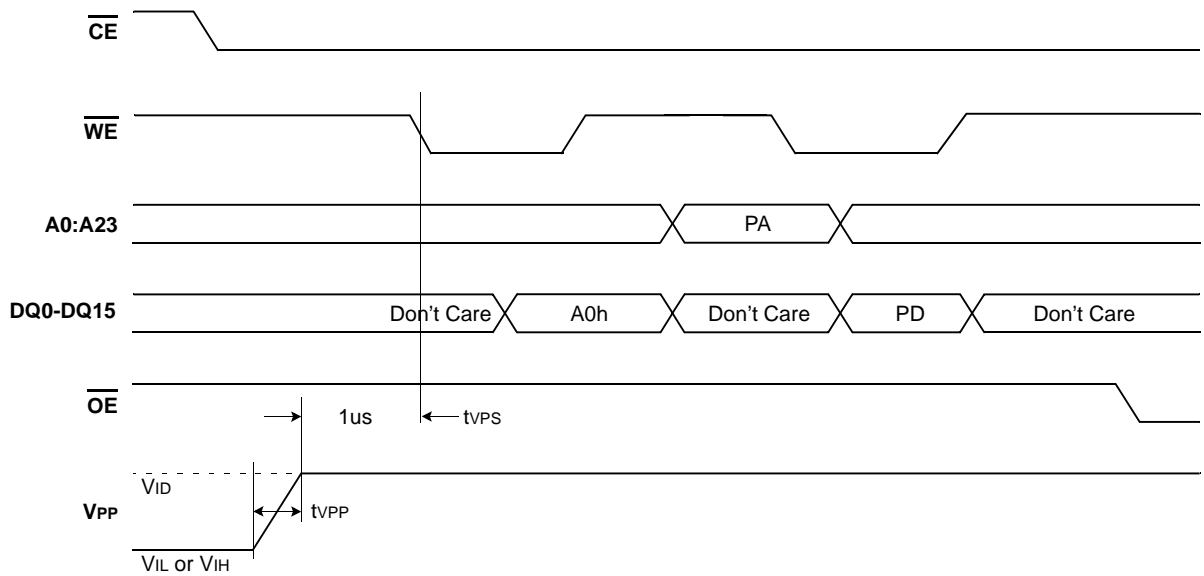 CE
WE
A0:A23 PA
DQ0-DQ15 Don't Care A0h Don't Care PD Don't Care
OE
1us tVPS
VID
VPP tVPP
VIL or VIH